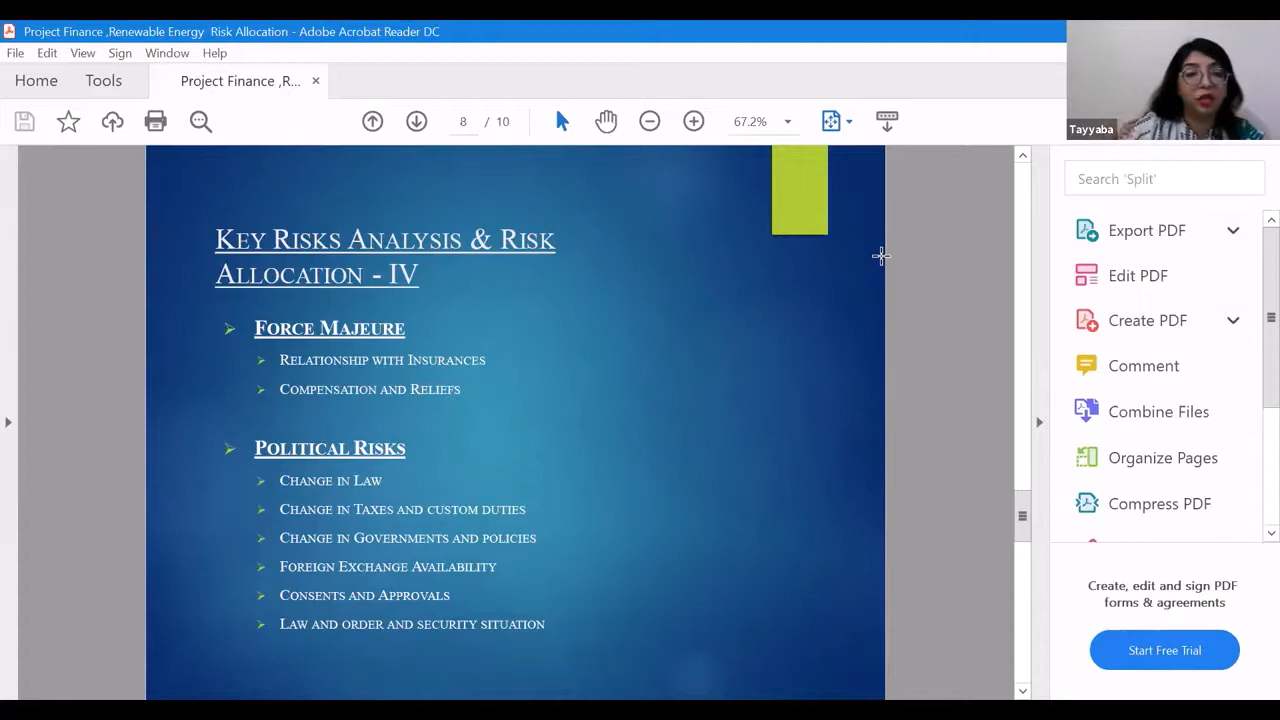 Project Finance ,Renewable Energy Risk Allocation - Adobe Acrobat Reader DC
File Edit View Sign Window Help
Home Tools Project Finance ,R... ×
8 / 10 67.2%
Tayyaba
Search 'Split'
Export PDF
Edit PDF
Create PDF
Comment
Combine Files
Organize Pages
Compress PDF
Create, edit and sign PDF
forms & agreements
Start Free Trial
KEY RISKS ANALYSIS & RISK
ALLOCATION - IV
FORCE MAJEURE
RELATIONSHIP WITH INSURANCES
COMPENSATION AND RELIEFS
POLITICAL RISKS
CHANGE IN LAW
CHANGE IN TAXES AND CUSTOM DUTIES
CHANGE IN GOVERNMENTS AND POLICIES
FOREIGN EXCHANGE AVAILABILITY
CONSENTS AND APPROVALS
LAW AND ORDER AND SECURITY SITUATION